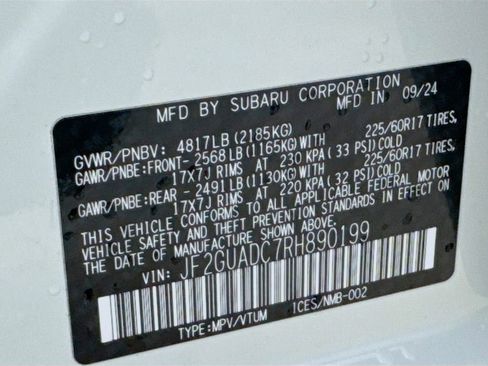 MFD BY SUBARU CORPORATION
MFD IN 09/24
GVWR/PNBV: 4817LB (2185KG)
GAWR/PNBE:FRONT-2568LB (1165KG)WITH 225/60R17 TIRES,
17X7J RIMS AT 230 KPA (33 PSI)COLD
GAWR/PNBE:REAR -2491LB (1130KG)WITH 225/60R17 TIRES,
17X7J RIMS AT 220 KPA (32 PSI)COLD
THIS VEHICLE CONFORMS TO ALL APPLICABLE FEDERAL MOTOR
VEHICLE SAFETY AND THEFT PREVENTION STANDARDS IN EFFECT
ON THE DATE OF MANUFACTURE SHOWN ABOVE.
VIN: JF2GUADC7RH890199
TYPE:MPV/VTUM ICES/NMB-002